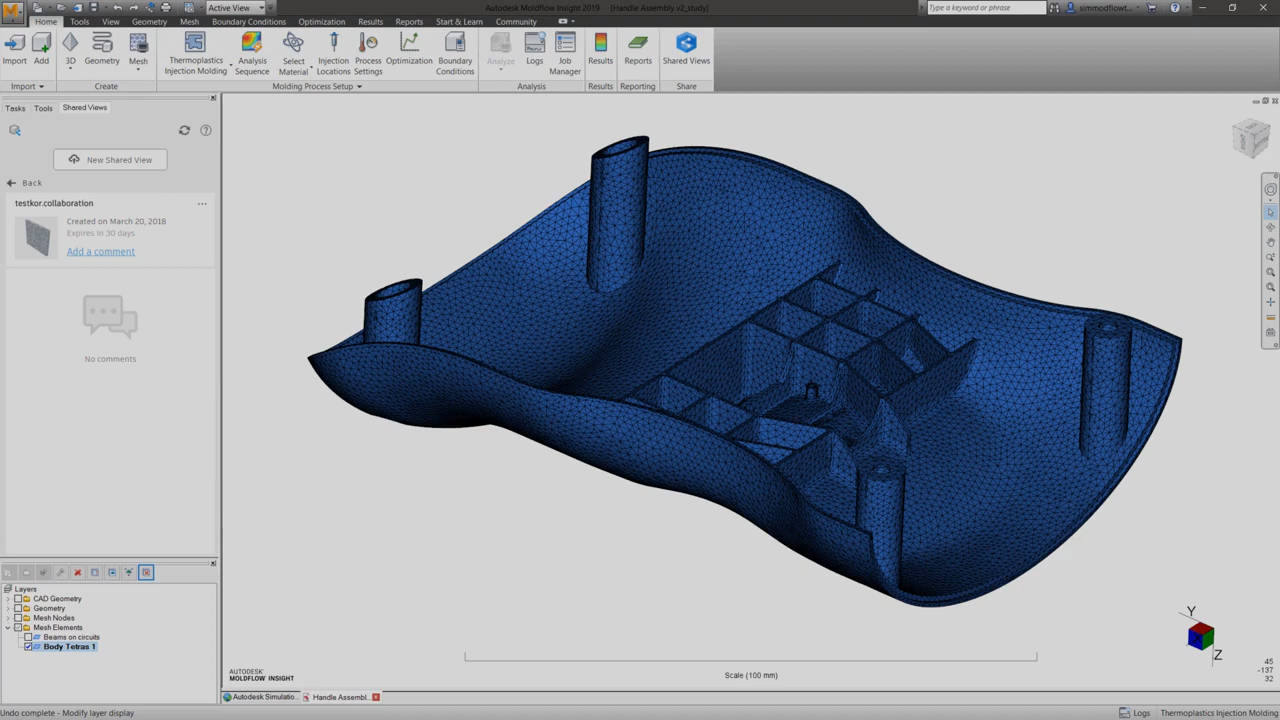 Active View
Autodesk Moldflow Insight 2019 [Handle Assembly v2_study]
Type a keyword or phrase
simmodflowt...
Home Tools View Geometry Mesh Boundary Conditions Optimization Results Reports Start & Learn Community
Import Add 3D Geometry Mesh Thermoplastics Injection Molding Analysis Sequence Select Material Injection Locations Process Settings Optimization Boundary Conditions Analyze Logs Job Manager Results Reports Shared Views
Import Create Molding Process Setup Analysis Results Reporting Share
Tasks Tools Shared Views
New Shared View
Back
testkor.collaboration
Created on March 20, 2018
Expires in 30 days
Add a comment
No comments
Layers
CAD Geometry
Geometry
Mesh Nodes
Mesh Elements
Beams on circuits
Body Tetras 1
AUTODESK®
MOLDFLOW INSIGHT
Scale (100 mm)
Y
Z
45
-137
32
Autodesk Simulatio...
Handle Assembl...
Undo complete - Modify layer display
Logs
Thermoplastics Injection Molding